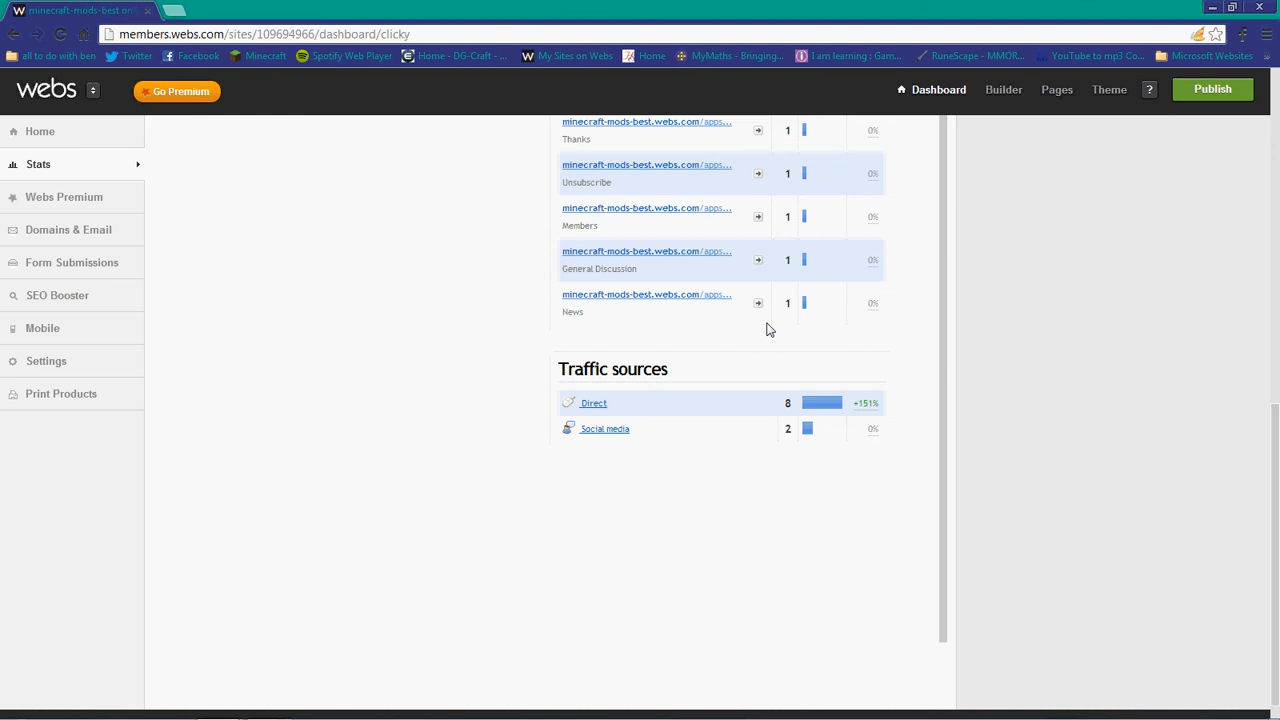 minecraft-mods-best on
members.webs.com/sites/109694966/dashboard/clicky
all to do with ben Twitter Facebook Minecraft Spotify Web Player Home - DG-Craft - ... My Sites on Webs Home MyMaths - Bringing... I am learning : Gam... RuneScape - MMOR... YouTube to mp3 Co... Microsoft Websites »
webs Go Premium Dashboard Builder Pages Theme ? Publish
Home
Stats
Webs Premium
Domains & Email
Form Submissions
SEO Booster
Mobile
Settings
Print Products
minecraft-mods-best.webs.com/apps... 1 0%
Thanks
minecraft-mods-best.webs.com/apps... 1 0%
Unsubscribe
minecraft-mods-best.webs.com/apps... 1 0%
Members
minecraft-mods-best.webs.com/apps... 1 0%
General Discussion
minecraft-mods-best.webs.com/apps... 1 0%
News
Traffic sources
Direct 8 +151%
Social media 2 0%